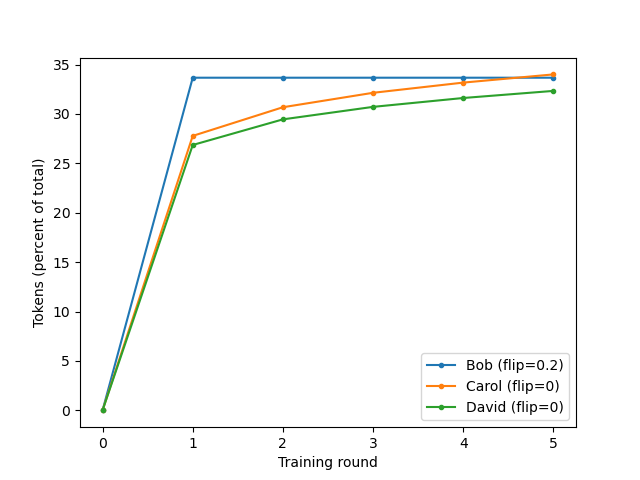 35
30
25
20
15
10
5
0
Tokens (percent of total)
0 1 2 3 4 5
Training round
Bob (flip=0.2)
Carol (flip=0)
David (flip=0)